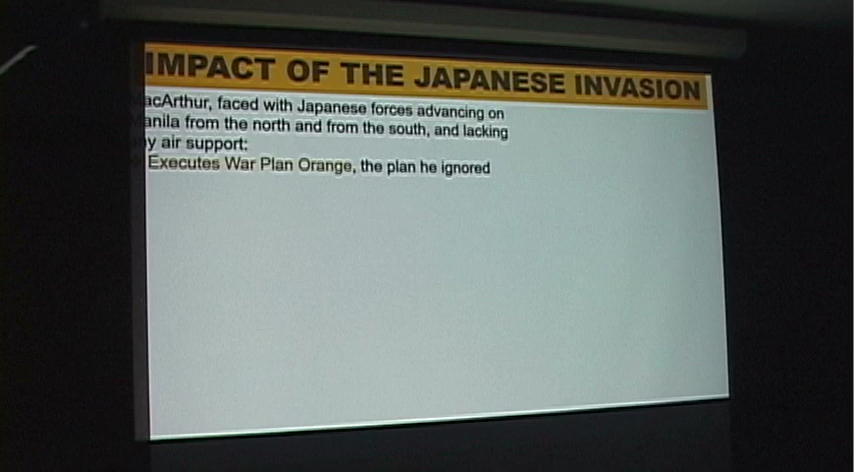 IMPACT OF THE JAPANESE INVASION
acArthur, faced with Japanese forces advancing on
anila from the north and from the south, and lacking
y air support:
Executes War Plan Orange, the plan he ignored